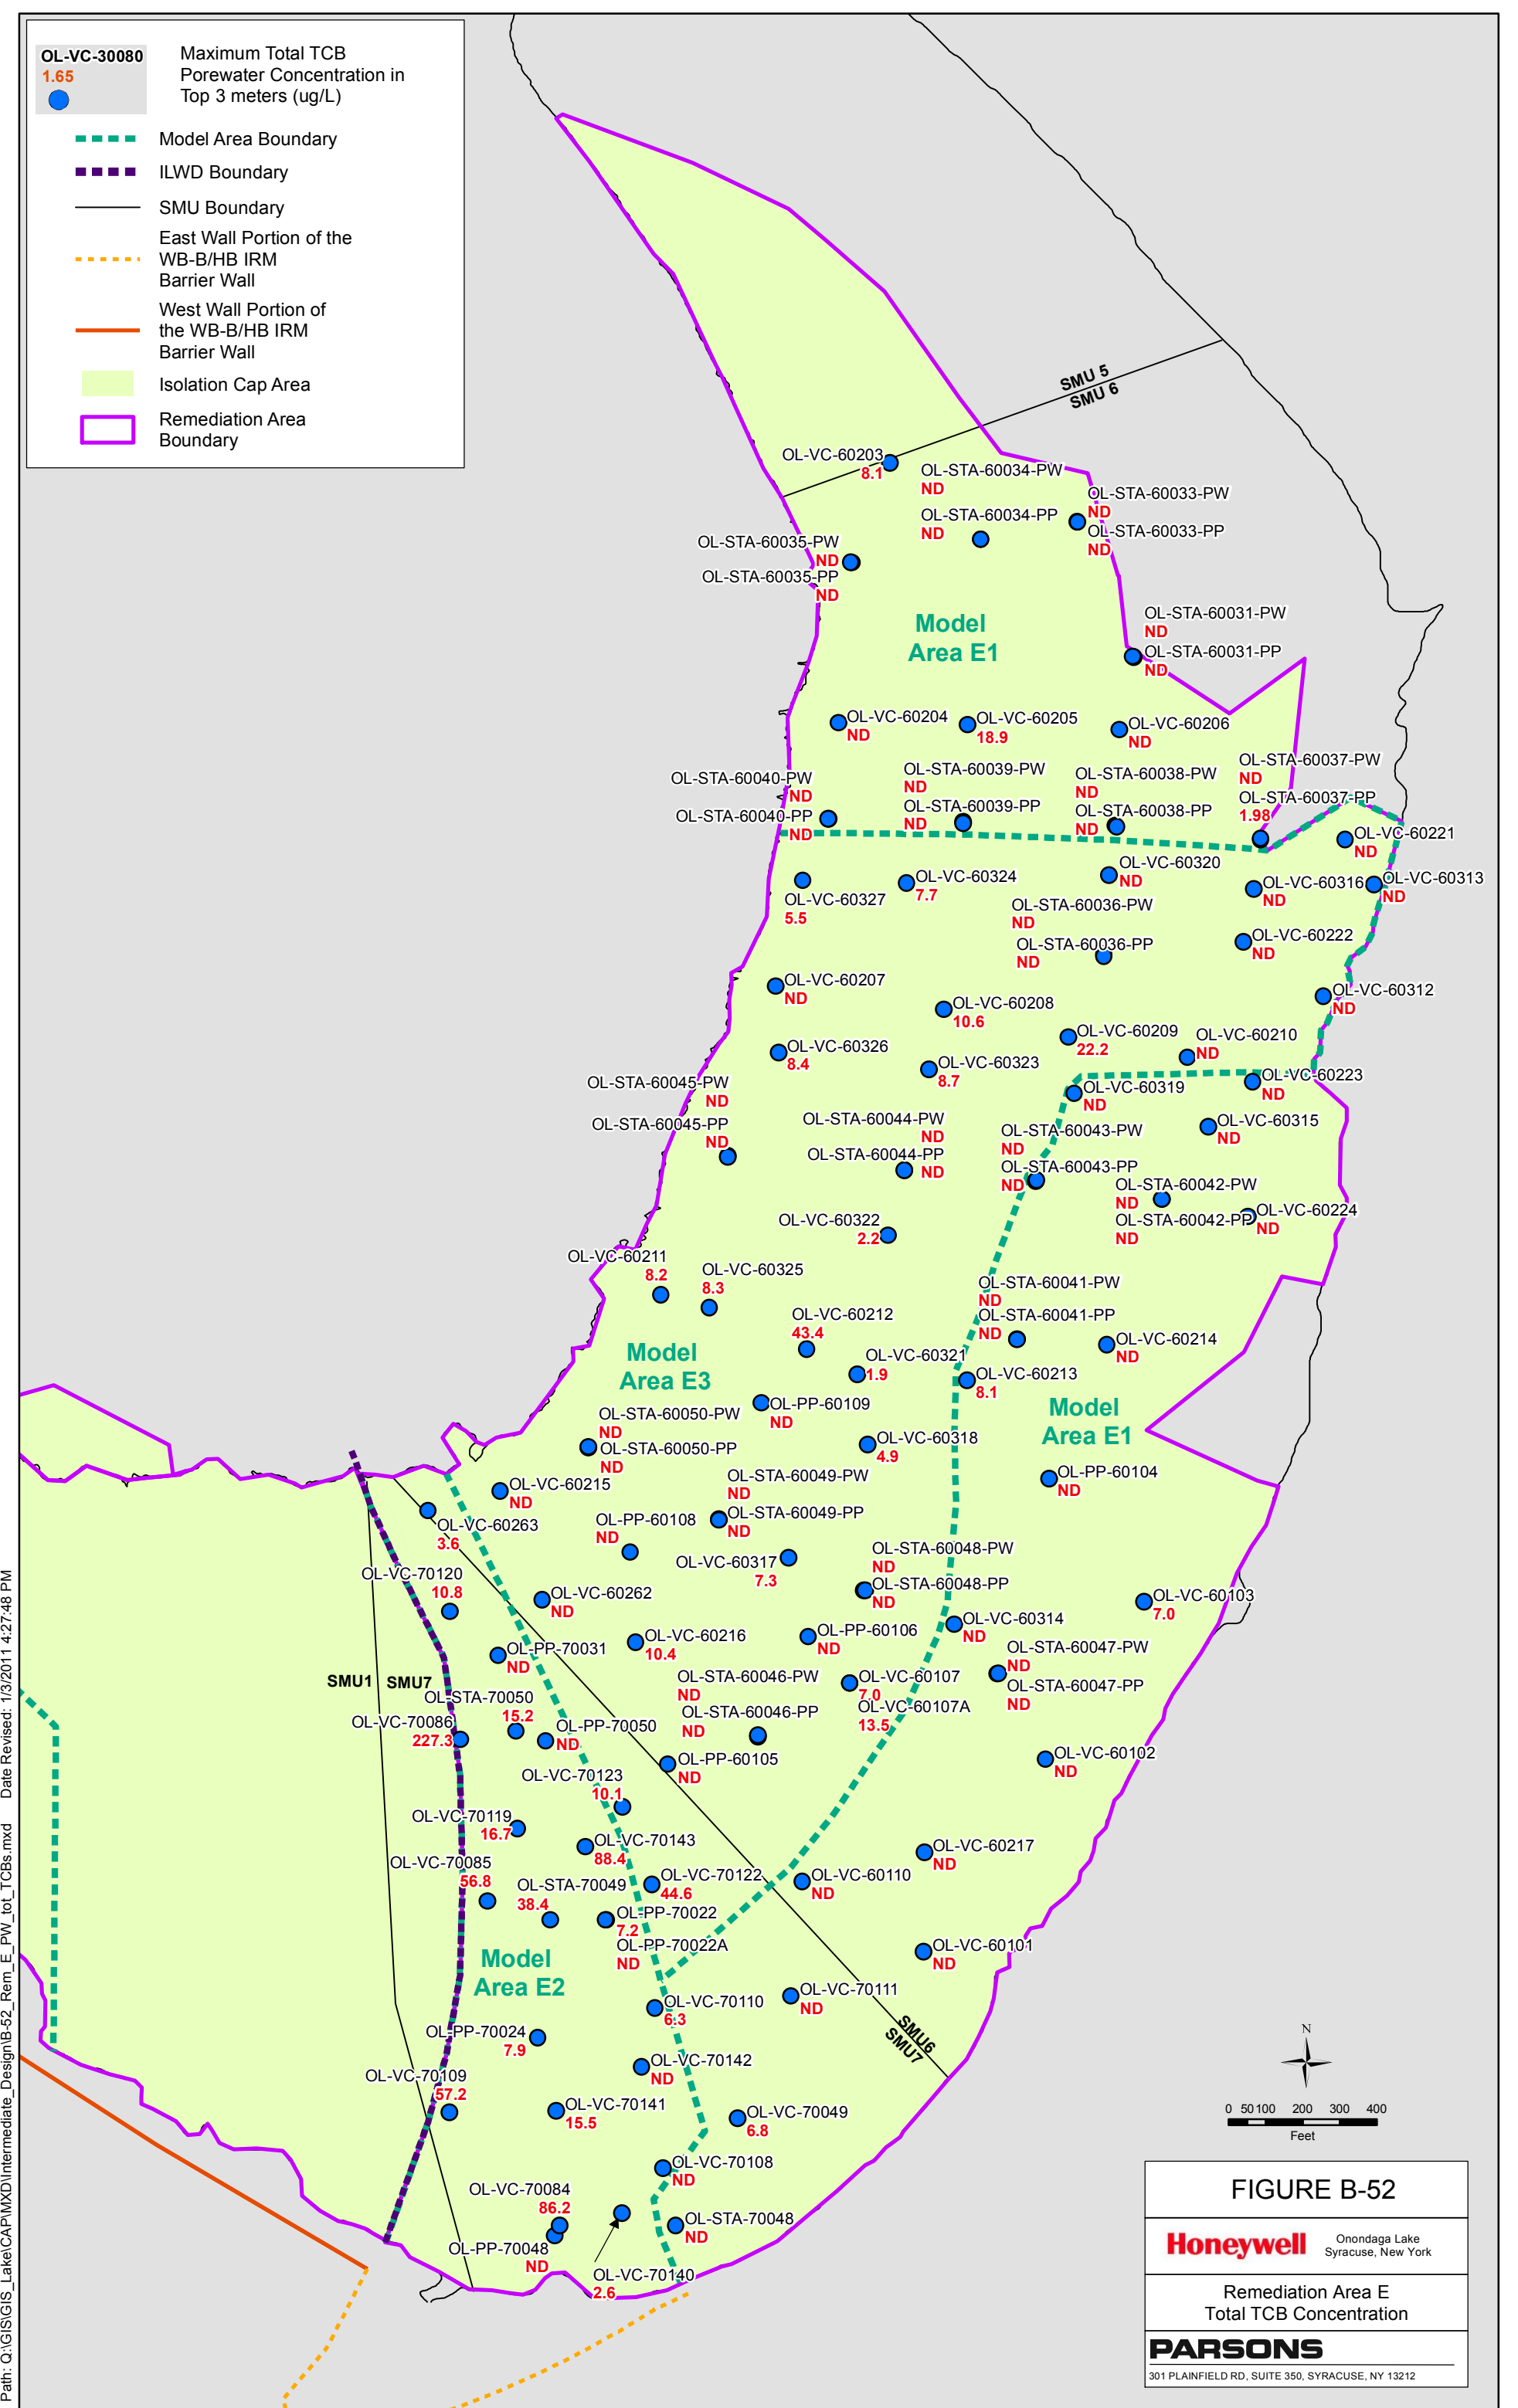 OL-VC-30080
1.65
Maximum Total TCB
Porewater Concentration in
Top 3 meters (ug/L)
Model Area Boundary
ILWD Boundary
SMU Boundary
East Wall Portion of the
WB-B/HB IRM
Barrier Wall
West Wall Portion of
the WB-B/HB IRM
Barrier Wall
Isolation Cap Area
Remediation Area
Boundary
SMU 5
SMU 6
OL-VC-60203
8.1
OL-STA-60034-PW
ND
OL-STA-60034-PP
ND
OL-STA-60033-PW
ND
OL-STA-60033-PP
ND
OL-STA-60035-PW
ND
OL-STA-60035-PP
ND
Model
Area E1
OL-STA-60031-PW
ND
OL-STA-60031-PP
ND
OL-VC-60204
ND
OL-VC-60205
18.9
OL-VC-60206
ND
OL-STA-60040-PW
ND
OL-STA-60040-PP
ND
OL-STA-60039-PW
ND
OL-STA-60039-PP
ND
OL-STA-60038-PW
ND
OL-STA-60038-PP
ND
OL-STA-60037-PW
ND
OL-STA-60037-PP
1.98
OL-VC-60221
ND
OL-VC-60327
5.5
OL-VC-60324
7.7
OL-VC-60320
ND
OL-VC-60316
ND
OL-VC-60313
ND
OL-STA-60036-PW
ND
OL-STA-60036-PP
ND
OL-VC-60222
ND
OL-VC-60207
ND
OL-VC-60208
10.6
OL-VC-60312
ND
OL-VC-60326
8.4
OL-VC-60323
8.7
OL-VC-60209
22.2
OL-VC-60210
ND
OL-STA-60045-PW
ND
OL-STA-60045-PP
ND
OL-VC-60319
ND
OL-VC-60223
ND
OL-STA-60044-PW
ND
OL-STA-60044-PP
ND
OL-STA-60043-PW
ND
OL-STA-60043-PP
ND
OL-VC-60315
ND
OL-STA-60042-PW
ND
OL-STA-60042-PP
ND
OL-VC-60224
ND
OL-VC-60322
2.2
OL-VC-60211
8.2
OL-VC-60325
8.3
OL-STA-60041-PW
ND
OL-STA-60041-PP
ND
OL-VC-60212
43.4
OL-VC-60214
ND
Model
Area E3
OL-VC-60321
1.9
OL-VC-60213
8.1
OL-PP-60109
ND
Model
Area E1
OL-STA-60050-PW
ND
OL-STA-60050-PP
ND
OL-VC-60318
4.9
OL-VC-60215
ND
OL-STA-60049-PW
ND
OL-STA-60049-PP
ND
OL-PP-60104
ND
OL-VC-60263
3.6
OL-PP-60108
ND
OL-VC-60317
7.3
OL-STA-60048-PW
ND
OL-STA-60048-PP
ND
OL-VC-70120
10.8
OL-VC-60262
ND
OL-VC-60103
7.0
OL-VC-60314
ND
OL-PP-70031
ND
OL-VC-60216
10.4
OL-PP-60106
ND
OL-STA-60047-PW
ND
OL-STA-60047-PP
ND
SMU1
SMU7
OL-STA-70050
15.2
OL-STA-60046-PW
ND
OL-STA-60046-PP
ND
OL-VC-60107
7.0
OL-VC-60107A
13.5
OL-VC-70086
227.3
OL-PP-70050
ND
OL-PP-60105
ND
OL-VC-60102
ND
OL-VC-70123
10.1
OL-VC-70119
16.7
OL-VC-70143
88.4
OL-VC-60217
ND
OL-VC-70085
56.8
OL-STA-70049
38.4
OL-VC-70122
44.6
OL-VC-60110
ND
OL-PP-70022
7.2
OL-PP-70022A
ND
Model
Area E2
OL-VC-60101
ND
OL-VC-70110
6.3
OL-VC-70111
ND
SMU6
SMU7
OL-PP-70024
7.9
OL-VC-70142
ND
OL-VC-70109
57.2
OL-VC-70141
15.5
OL-VC-70049
6.8
OL-VC-70108
ND
OL-VC-70084
86.2
OL-PP-70048
ND
OL-STA-70048
ND
OL-VC-70140
2.6
N
0 50 100 200 300 400
Feet
FIGURE B-52
Honeywell
Onondaga Lake
Syracuse, New York
Remediation Area E
Total TCB Concentration
PARSONS
301 PLAINFIELD RD, SUITE 350, SYRACUSE, NY 13212
Path: Q:\GIS\GIS_Lake\CAP\MXD\Intermediate_Design\B-52_Rem_E_PW_tot_TCBs.mxd Date Revised: 1/3/2011 4:27:48 PM